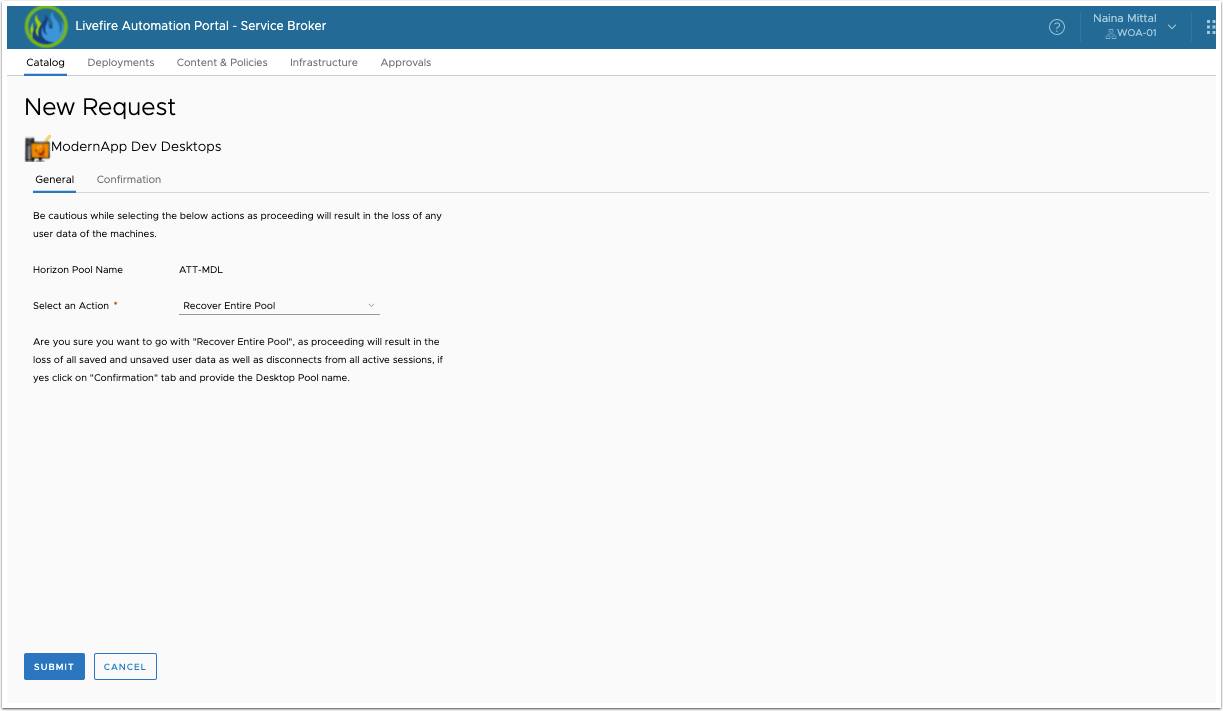 Livefire Automation Portal - Service Broker
Naina Mittal
WOA-01
Catalog Deployments Content & Policies Infrastructure Approvals
New Request
ModernApp Dev Desktops
General Confirmation
Be cautious while selecting the below actions as proceeding will result in the loss of any
user data of the machines.
Horizon Pool Name ATT-MDL
Select an Action * Recover Entire Pool
Are you sure you want to go with "Recover Entire Pool", as proceeding will result in the
loss of all saved and unsaved user data as well as disconnects from all active sessions, if
yes click on "Confirmation" tab and provide the Desktop Pool name.
SUBMIT CANCEL